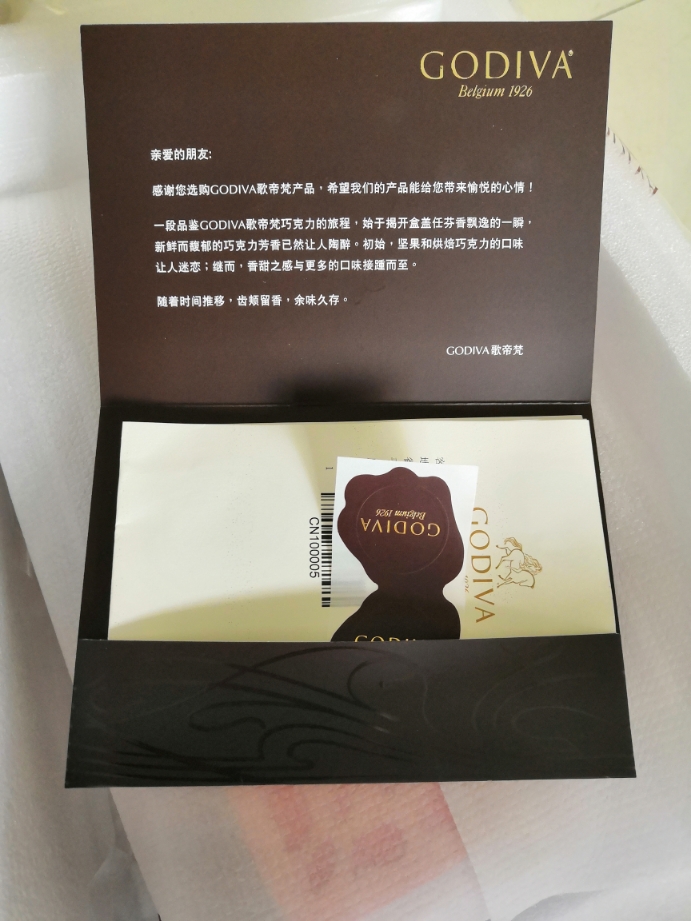 GODIVA®
Belgium 1926
亲爱的朋友:
感谢您选购GODIVA歌帝梵产品，希望我们的产品能给您带来愉悦的心情！
一段品鉴GODIVA歌帝梵巧克力的旅程，始于揭开盒盖任芬香飘逸的一瞬，
新鲜而馥郁的巧克力芳香已然让人陶醉。初始，坚果和烘焙巧克力的口味
让人迷恋；继而，香甜之感与更多的口味接踵而至。
随着时间推移，齿颊留香，余味久存。
GODIVA歌帝梵
GODIVA
Belgium 1926
CN100005
GODIVA
GODIVA